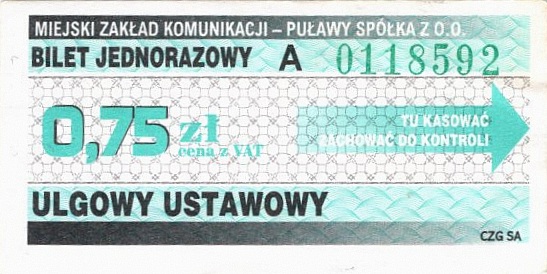 MIEJSKI ZAKŁAD KOMUNIKACJI – PUŁAWY SPÓŁKA Z O.O.
BILET JEDNORAZOWY A 0118592
0,75 zł
cena z VAT
TU KASOWAĆ
ZACHOWAĆ DO KONTROLI
ULGOWY USTAWOWY
CZG SA